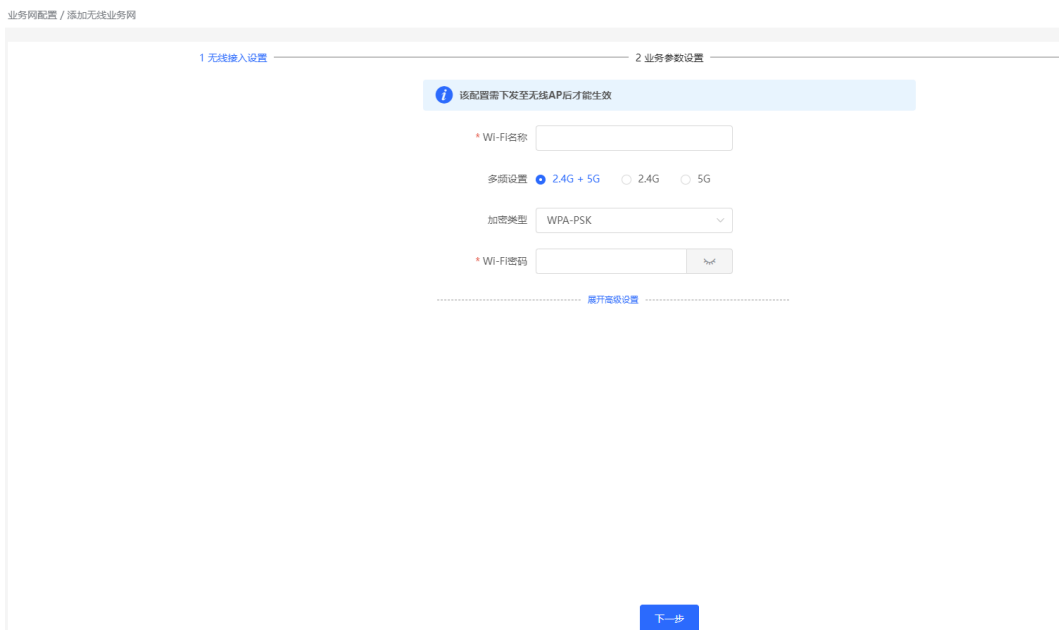 业务网配置 / 添加无线业务网
1 无线接入设置
2 业务参数设置
该配置需下发至无线AP后才能生效
* Wi-Fi名称
多频设置 2.4G + 5G 2.4G 5G
加密类型 WPA-PSK
* Wi-Fi密码
展开高级设置
下一步